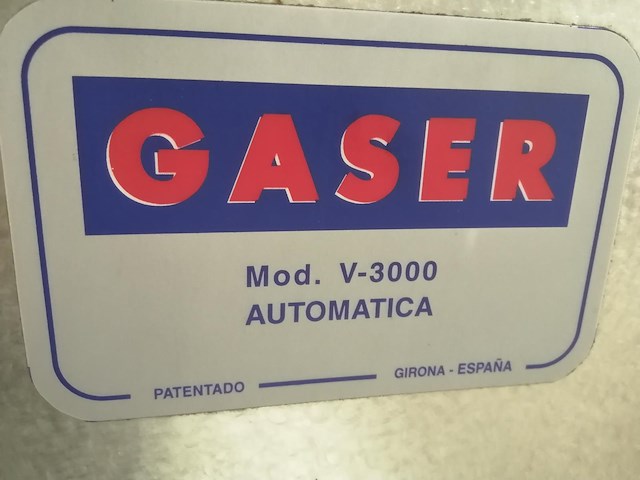 GASER
Mod. V-3000
AUTOMATICA
PATENTADO
GIRONA - ESPAÑA